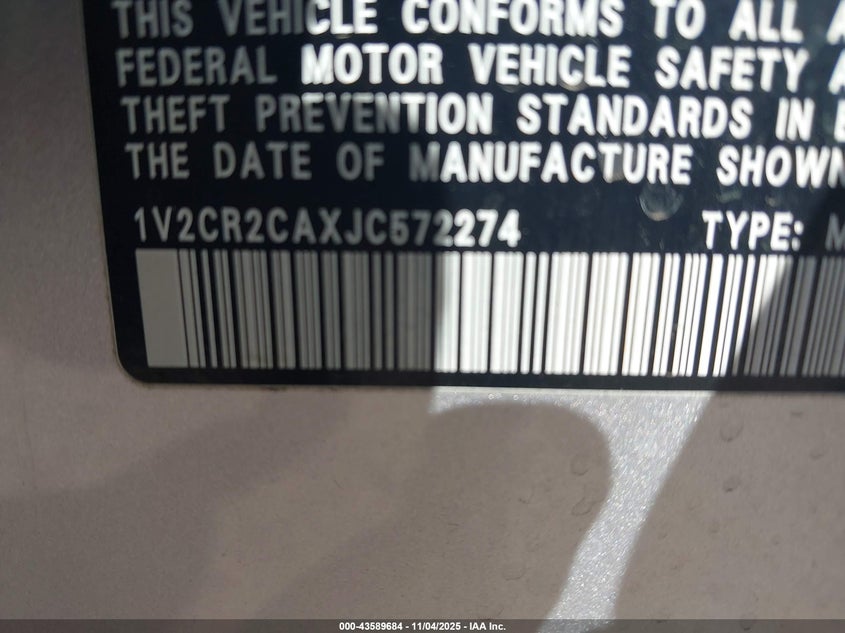 THIS VEHICLE CONFORMS TO ALL A
FEDERAL MOTOR VEHICLE SAFETY A
THEFT PREVENTION STANDARDS IN E
THE DATE OF MANUFACTURE SHOWN
1V2CR2CAXJC572274 TYPE: M
000-43589684 - 11/04/2025 - IAA Inc.